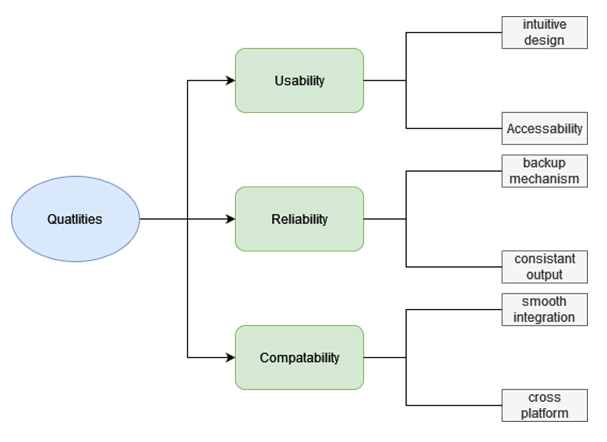 Quatlities
Usability
intuitive
design
Accessability
Reliability
backup
mechanism
consistant
output
Compatability
smooth
integration
cross
platform